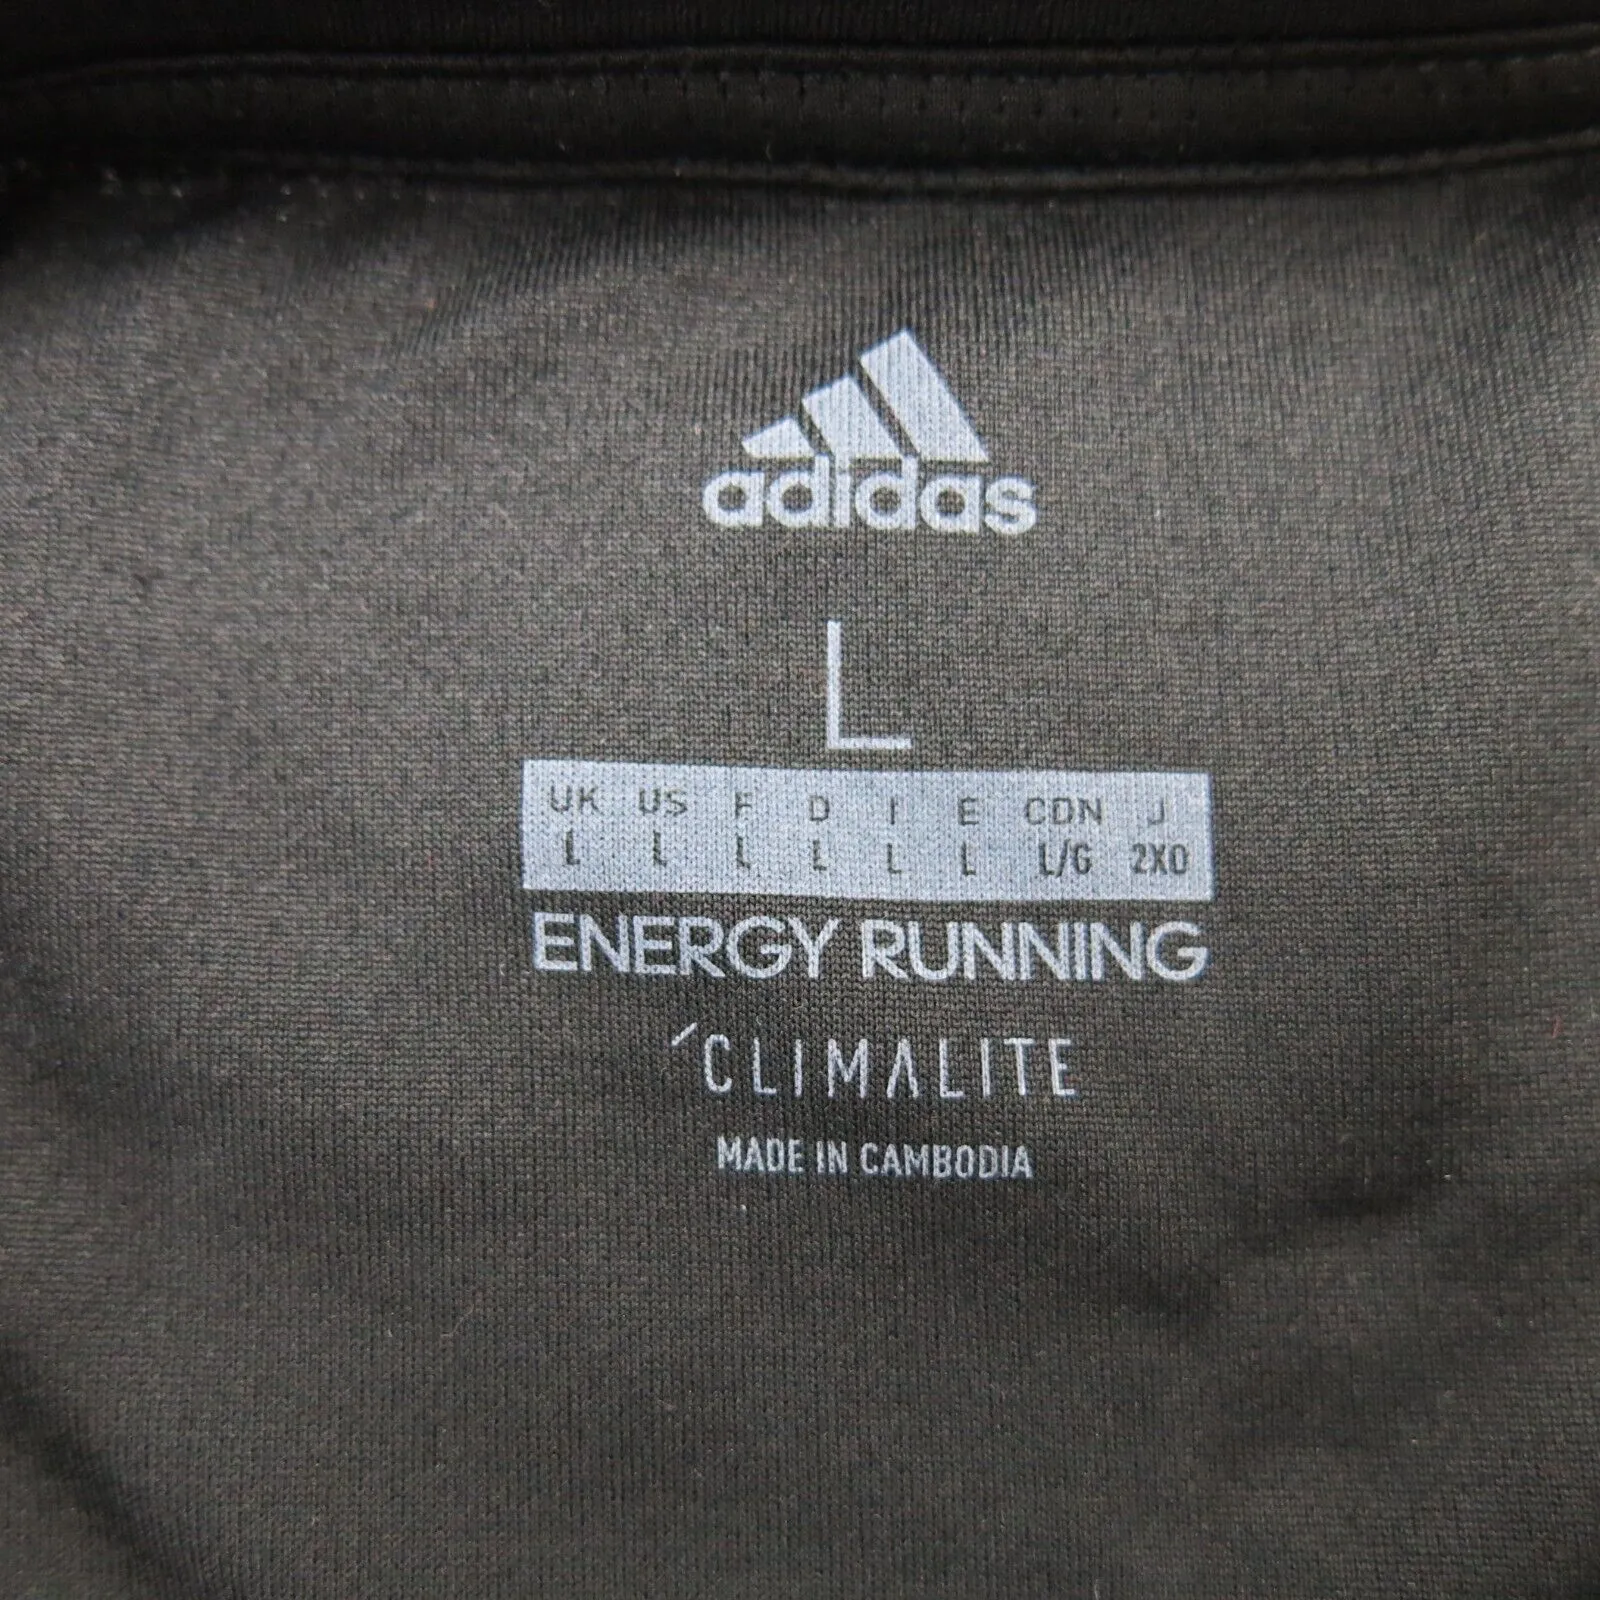 adidas
L
UK US F D I E CDN J
L L L L L L L/G 2XO
ENERGY RUNNING
CLIMALITE
MADE IN CAMBODIA